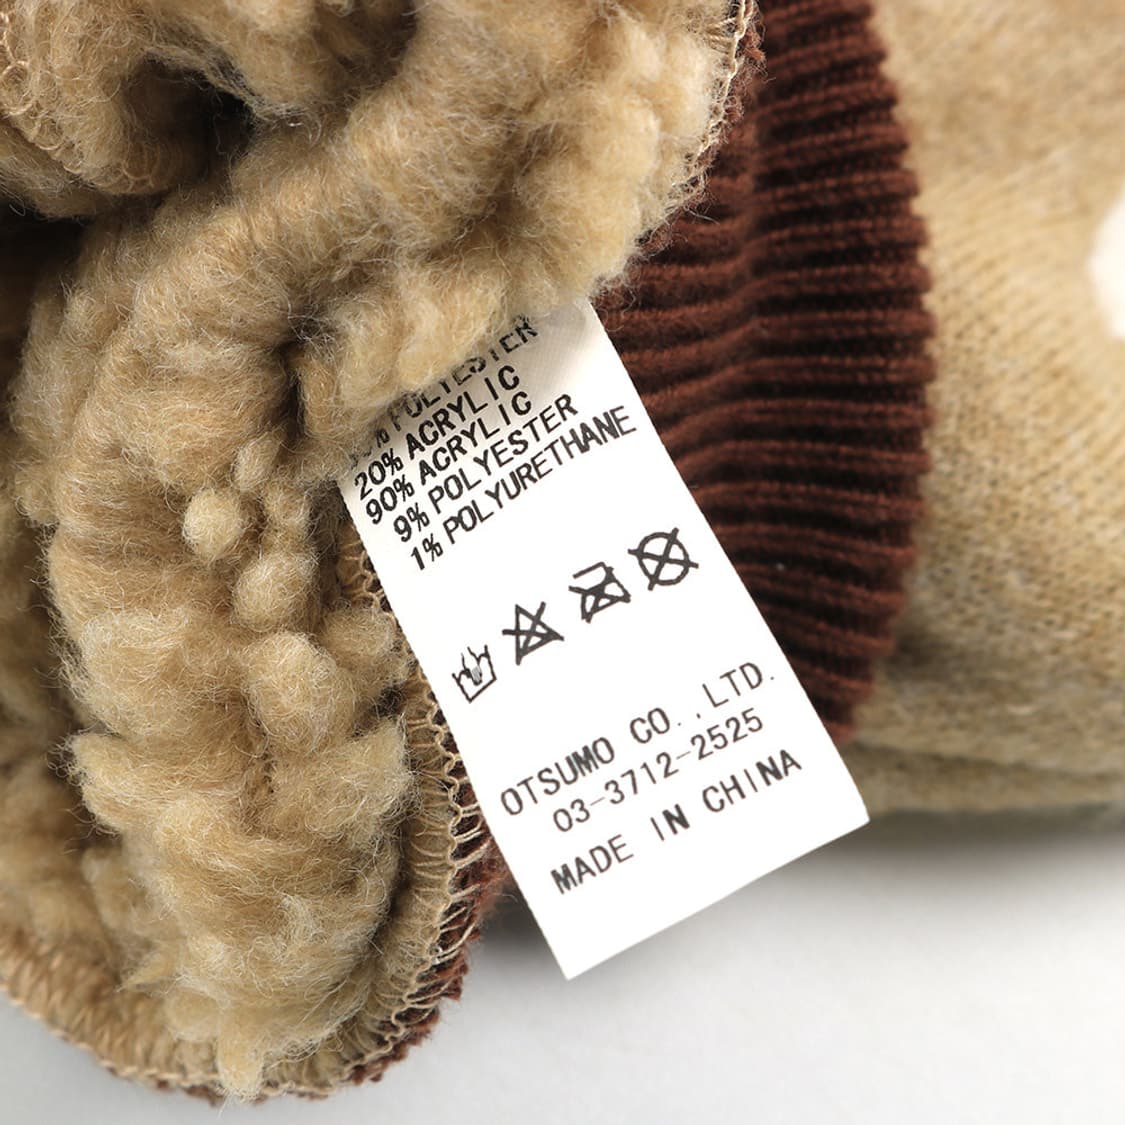 % POLYESTER
20% ACRYLIC
90% ACRYLIC
9% POLYESTER
1% POLYURETHANE
OTSUMO CO.,LTD.
03-3712-2525
MADE IN CHINA